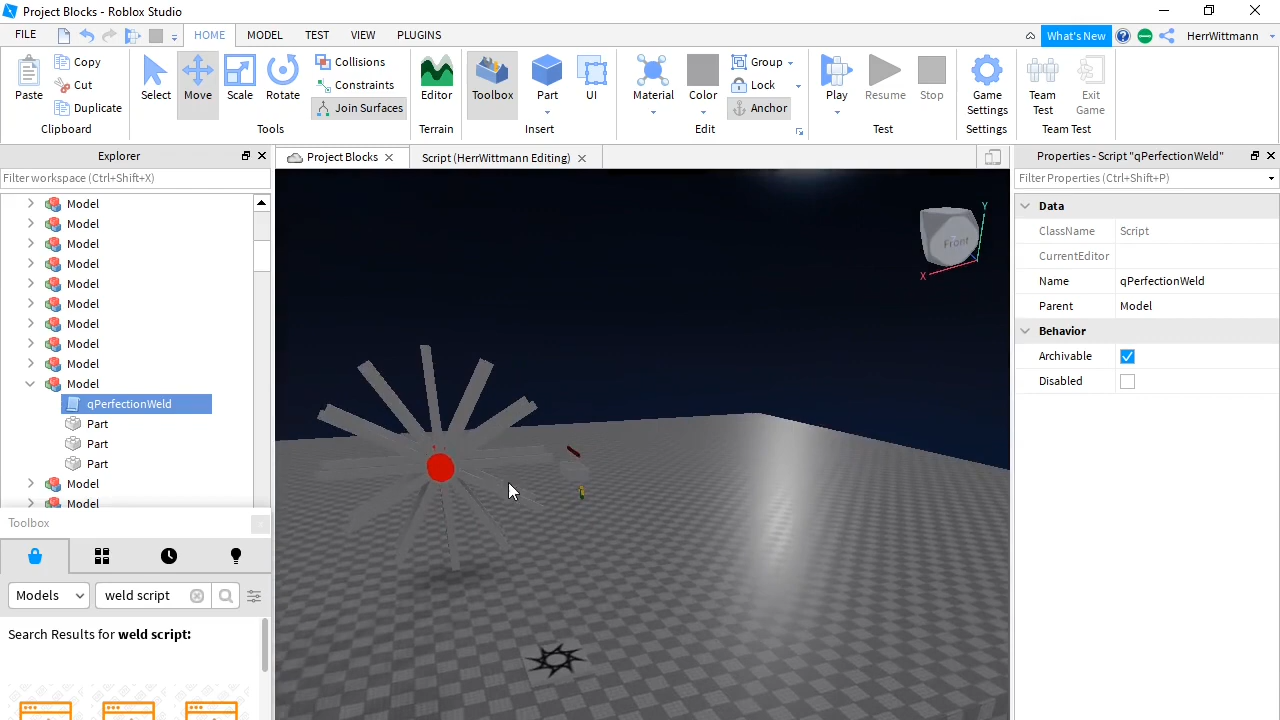 Project Blocks - Roblox Studio
FILE HOME MODEL TEST VIEW PLUGINS What's New HerrWittmann
Paste Copy Cut Duplicate Clipboard
Select Move Scale Rotate Collisions Constraints Join Surfaces Tools
Editor Terrain
Toolbox Part UI Insert
Material Color Group Lock Anchor Edit
Play Resume Stop Test
Game Settings Settings
Team Test Exit Game Team Test
Explorer
Filter workspace (Ctrl+Shift+X)
Model
Model
Model
Model
Model
Model
Model
Model
Model
Model
qPerfectionWeld
Part
Part
Part
Model
Model
Toolbox
Models weld script
Search Results for weld script:
Project Blocks Script (HerrWittmann Editing)
Front
Y
X
Properties - Script "qPerfectionWeld"
Filter Properties (Ctrl+Shift+P)
Data
ClassName Script
CurrentEditor
Name qPerfectionWeld
Parent Model
Behavior
Archivable
Disabled